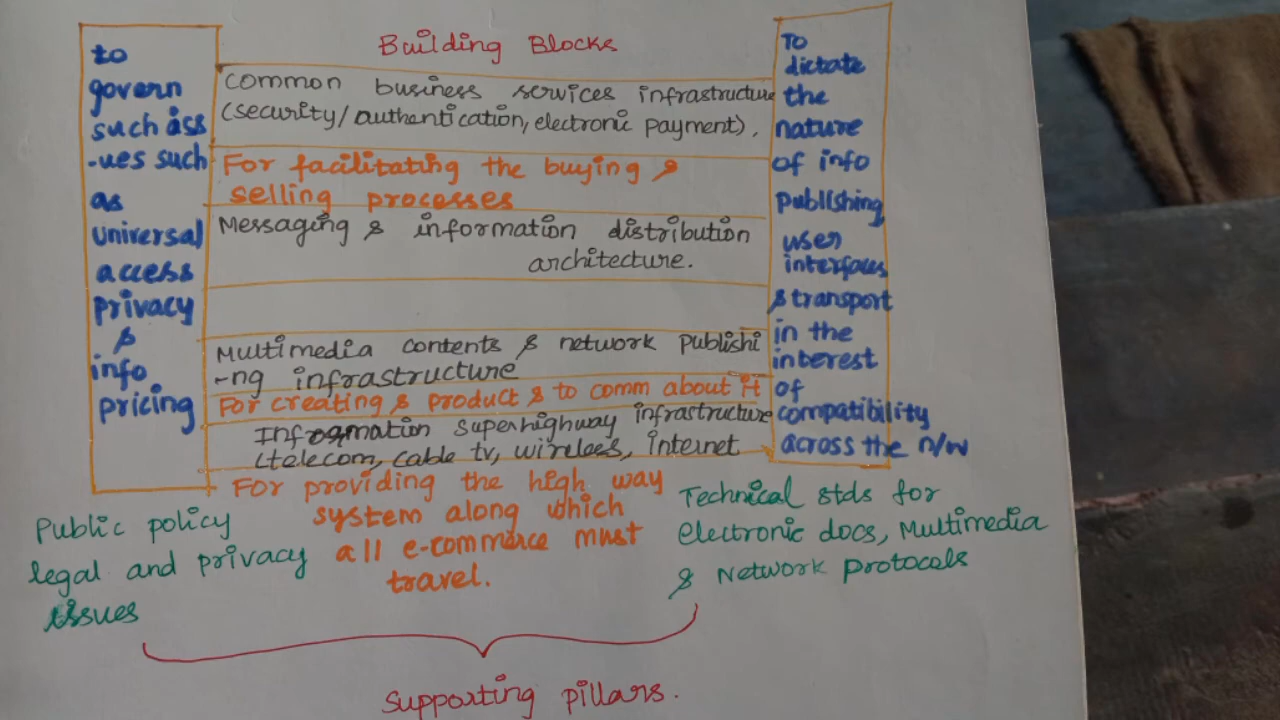 Building Blocks
to
govern
such iss
-ues such
as
universal
access
privacy
&
info
pricing
Common business services infrastructure
(security/authentication, electronic payment),
For facilitating the buying &
selling processes
Messaging & information distribution
architecture.
Multimedia contents & network publishi
-ng infrastructure
For creating & product & to comm about it
Information superhighway infrastructure
(telecom, cable tv, wireless, internet
For providing the high way
system along which
all e-commerce must
travel.
To
dictate
the
nature
of info
publishing
user
interfaces
& transport
in the
interest
of
compatibility
across the n/w
Public policy
legal and privacy
issues
Technical stds for
electronic docs, Multimedia
& Network protocols
supporting pillars.